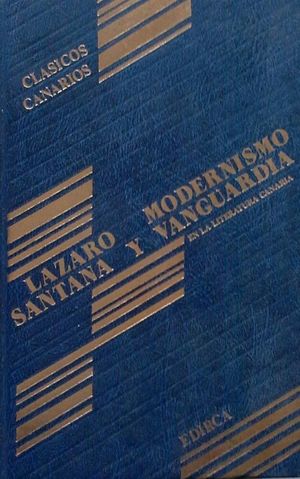 CLASICOS
CANARIOS
LAZARO
SANTANA
MODERNISMO
Y VANGUARDIA
EN LA LITERATURA CANARIA
EDIRCA